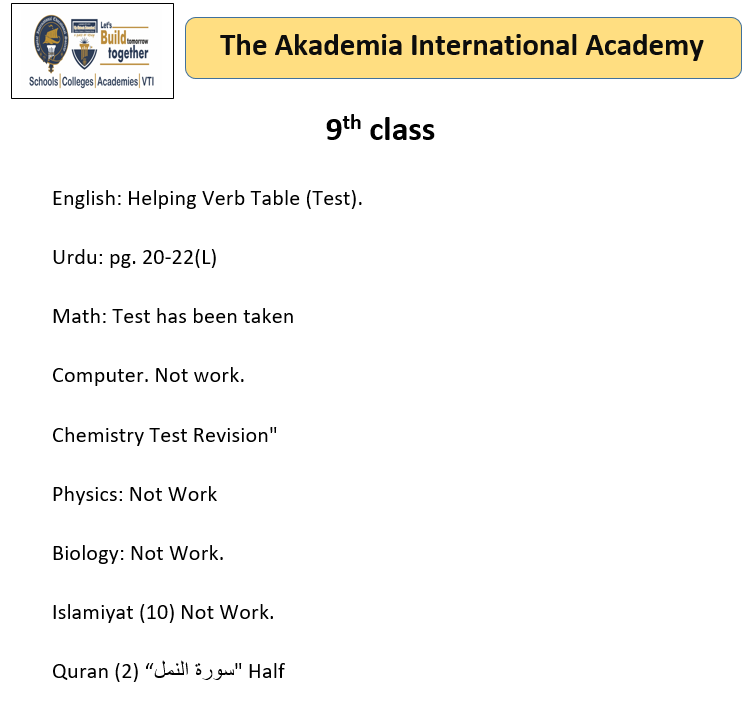 Let's
Build tomorrow
together
Schools Colleges Academies VTI
The Akademia International Academy
9th class
English: Helping Verb Table (Test).
Urdu: pg. 20-22(L)
Math: Test has been taken
Computer. Not work.
Chemistry Test Revision"
Physics: Not Work
Biology: Not Work.
Islamiyat (10) Not Work.
Quran (2) “سورة النمل" Half